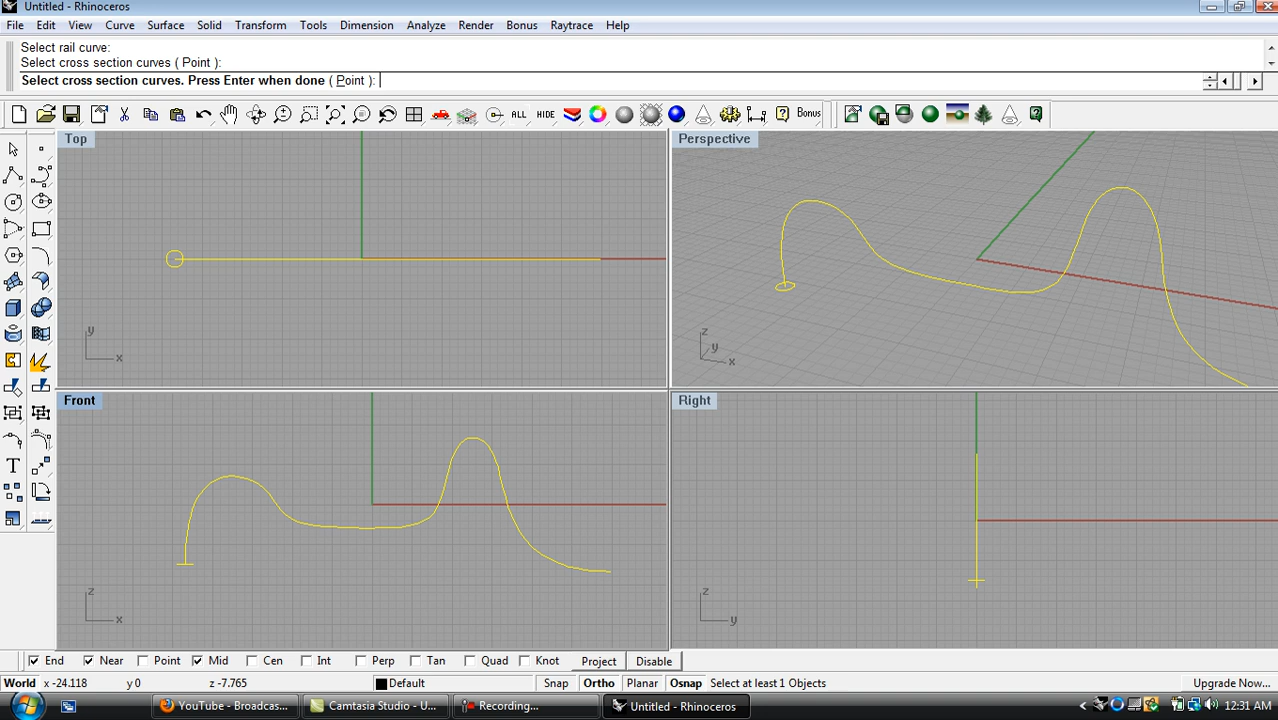 Untitled - Rhinoceros
File Edit View Curve Surface Solid Transform Tools Dimension Analyze Render Bonus Raytrace Help
Select rail curve:
Select cross section curves ( Point ):
Select cross section curves. Press Enter when done ( Point ):
ALL HIDE Bonus
Top
Perspective
y
x
z
y
x
Front
Right
z
x
z
y
T
End Near Point Mid Cen Int Perp Tan Quad Knot Project Disable
World x -24.118 y 0 z -7.765 Default Snap Ortho Planar Osnap Select at least 1 Objects Upgrade Now...
YouTube - Broadcas... Camtasia Studio - U... Recording... Untitled - Rhinoceros 12:31 AM